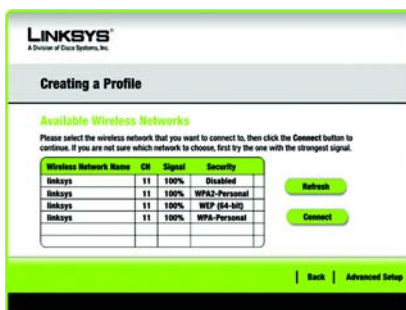 LINKSYS®
A Division of Cisco Systems, Inc.
Creating a Profile
Available Wireless Networks
Please select the wireless network that you want to connect to, then click the Connect button to
continue. If you are not sure which network to choose, first try the one with the strongest signal.
Wireless Network Name CH Signal Security
linksys 11 100% Disabled
linksys 11 100% WPA2-Personal
linksys 11 100% WEP (64-bit)
linksys 11 100% WPA-Personal
Refresh
Connect
Back Advanced Setup